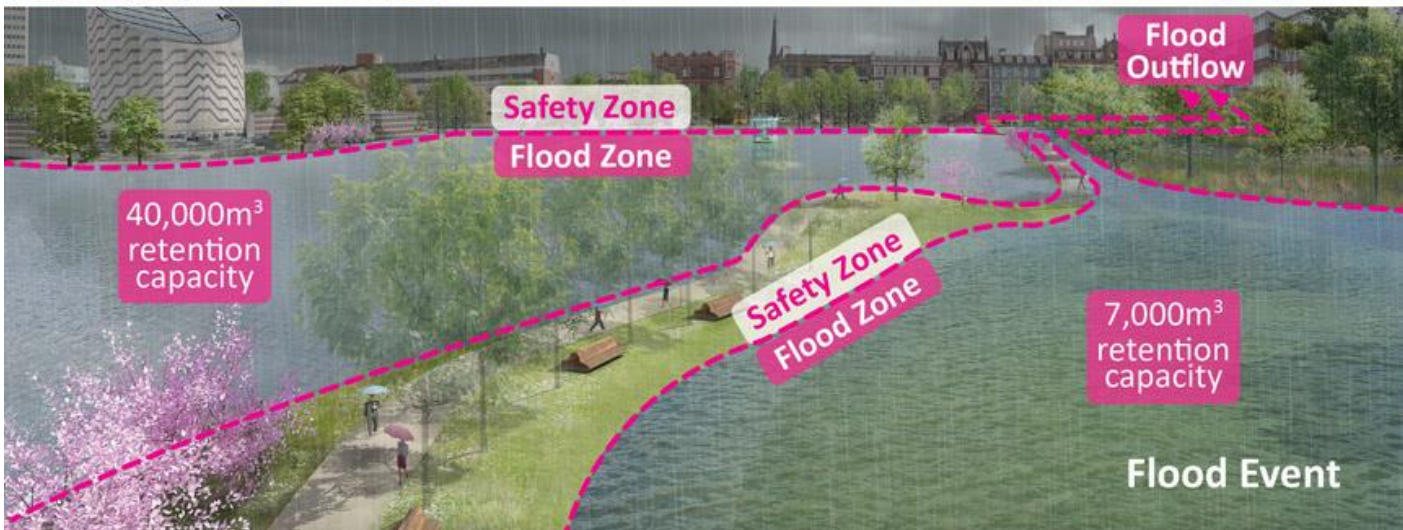 Flood
Outflow
Safety Zone
Flood Zone
40,000m³
retention
capacity
Safety Zone
Flood Zone
7,000m³
retention
capacity
Flood Event